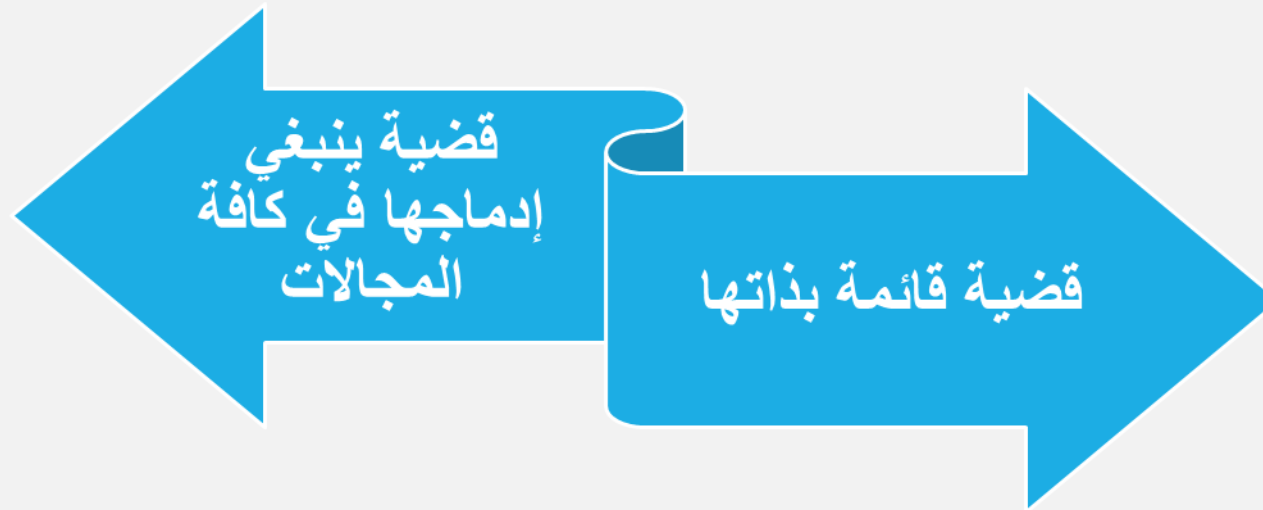 قضية قائمة بذاتها
قضية ينبغي
إدماجها في كافة
المجالات